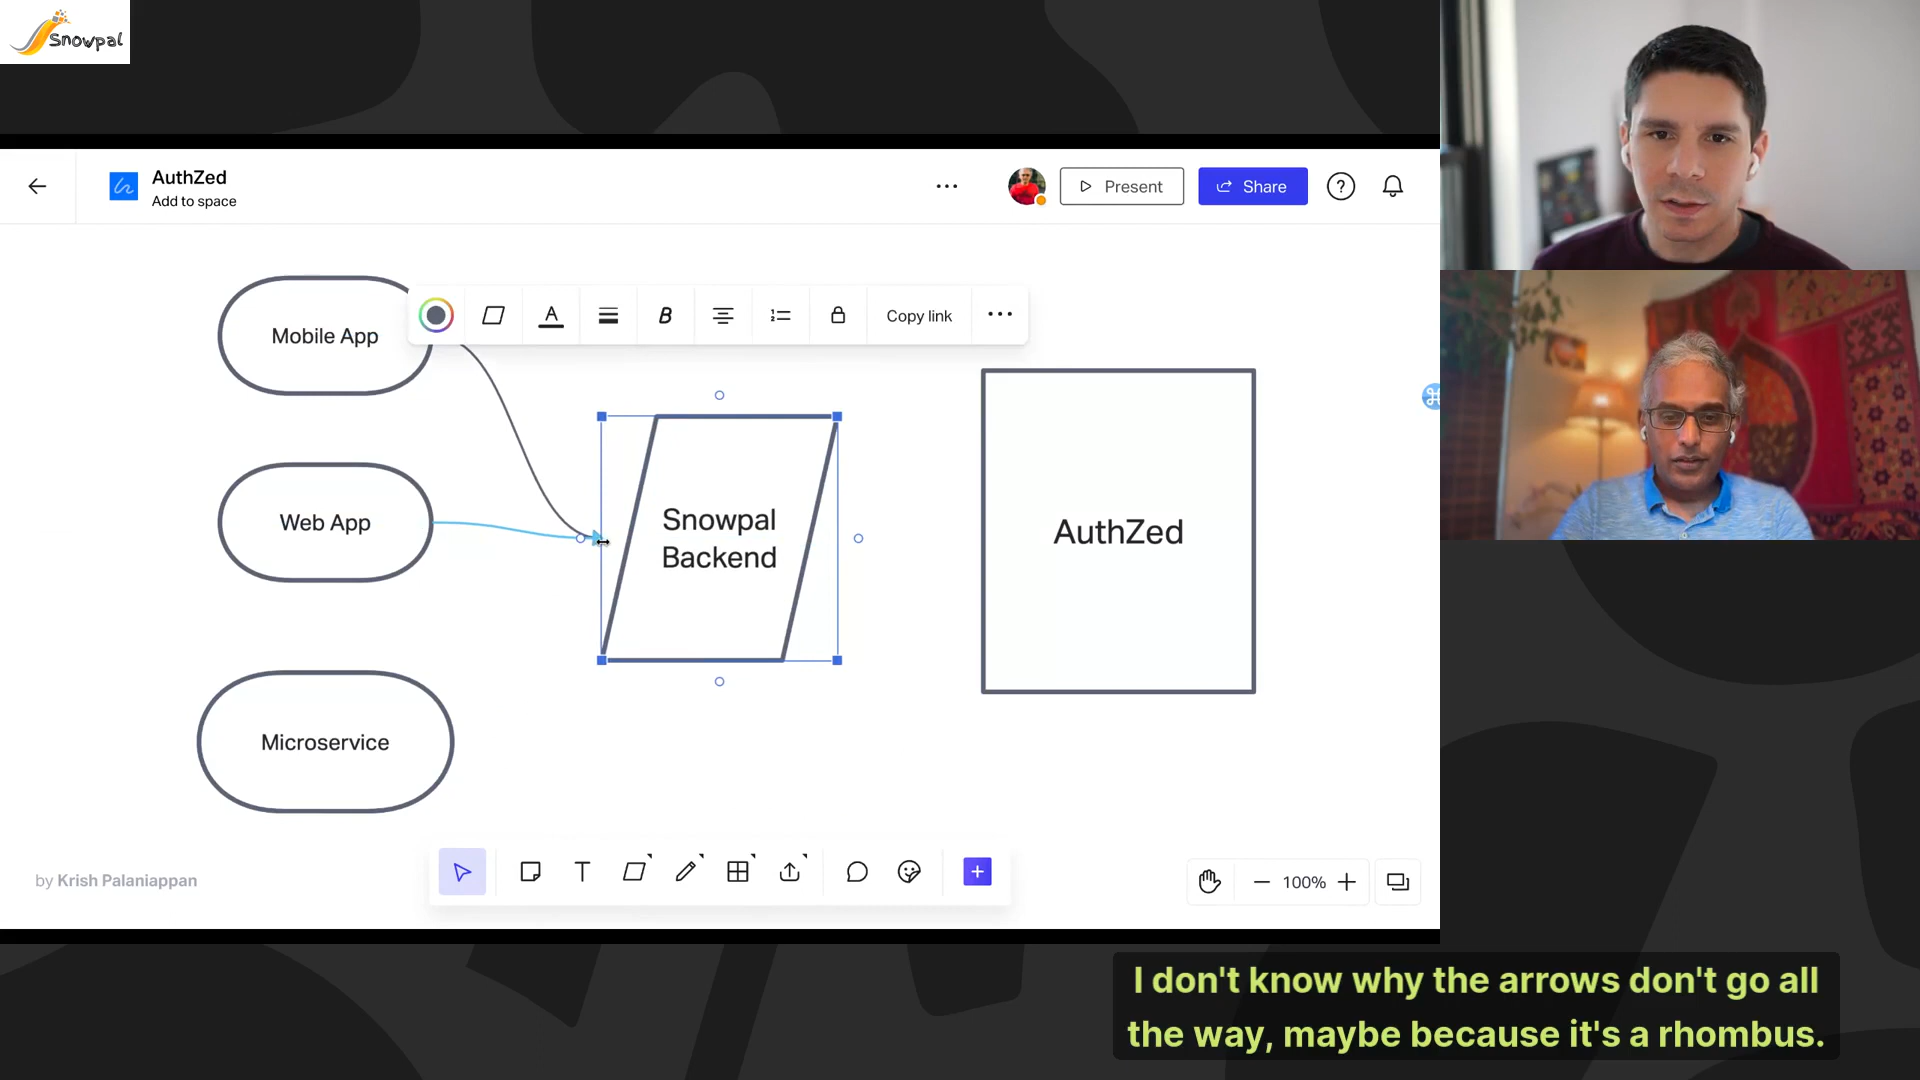 Snowpal
AuthZed
Add to space
Present
Share
Mobile App
A
B
Copy link
Web App
Snowpal
Backend
AuthZed
Microservice
by Krish Palaniappan
T
100%
I don't know why the arrows don't go all
the way, maybe because it's a rhombus.